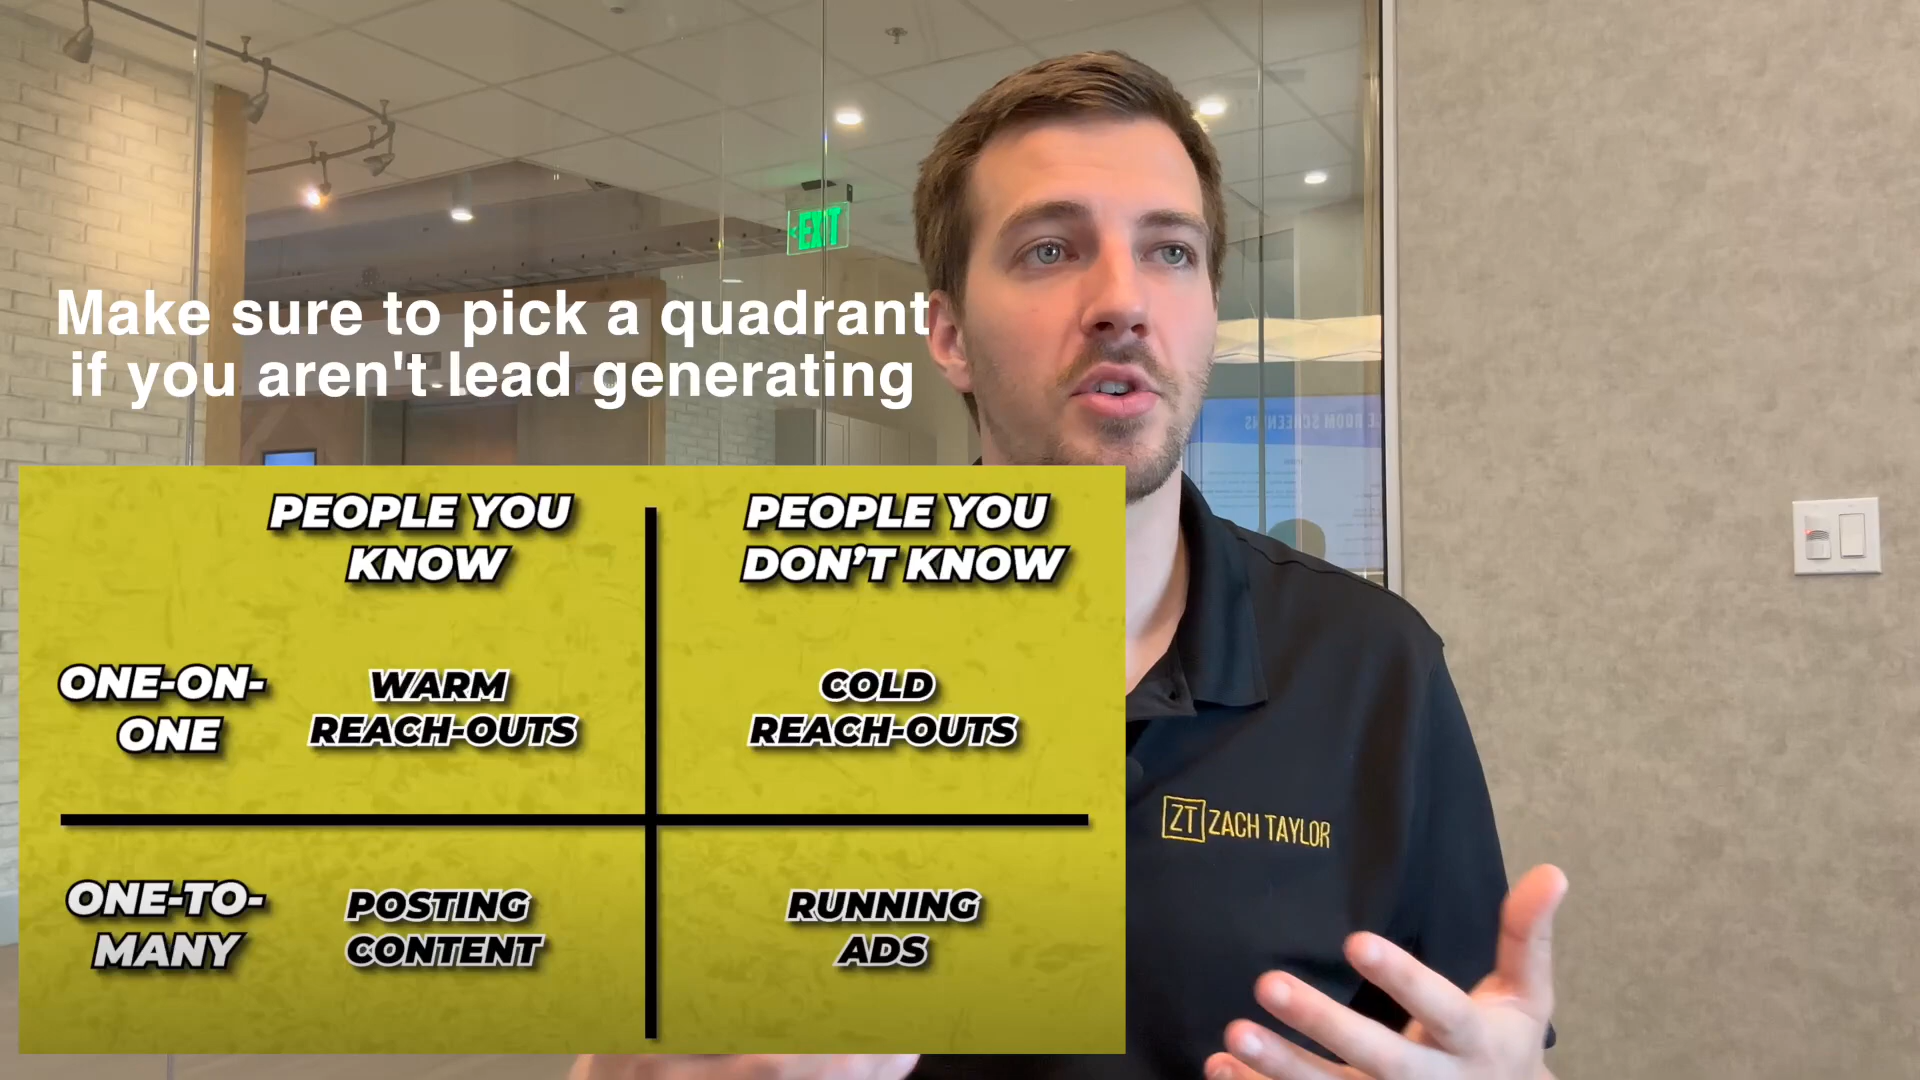 EXIT
Make sure to pick a quadrant
if you aren't lead generating
PEOPLE YOU
KNOW
PEOPLE YOU
DON'T KNOW
ONE-ON-
ONE
WARM
REACH-OUTS
COLD
REACH-OUTS
ONE-TO-
MANY
POSTING
CONTENT
RUNNING
ADS
ZT ZACH TAYLOR